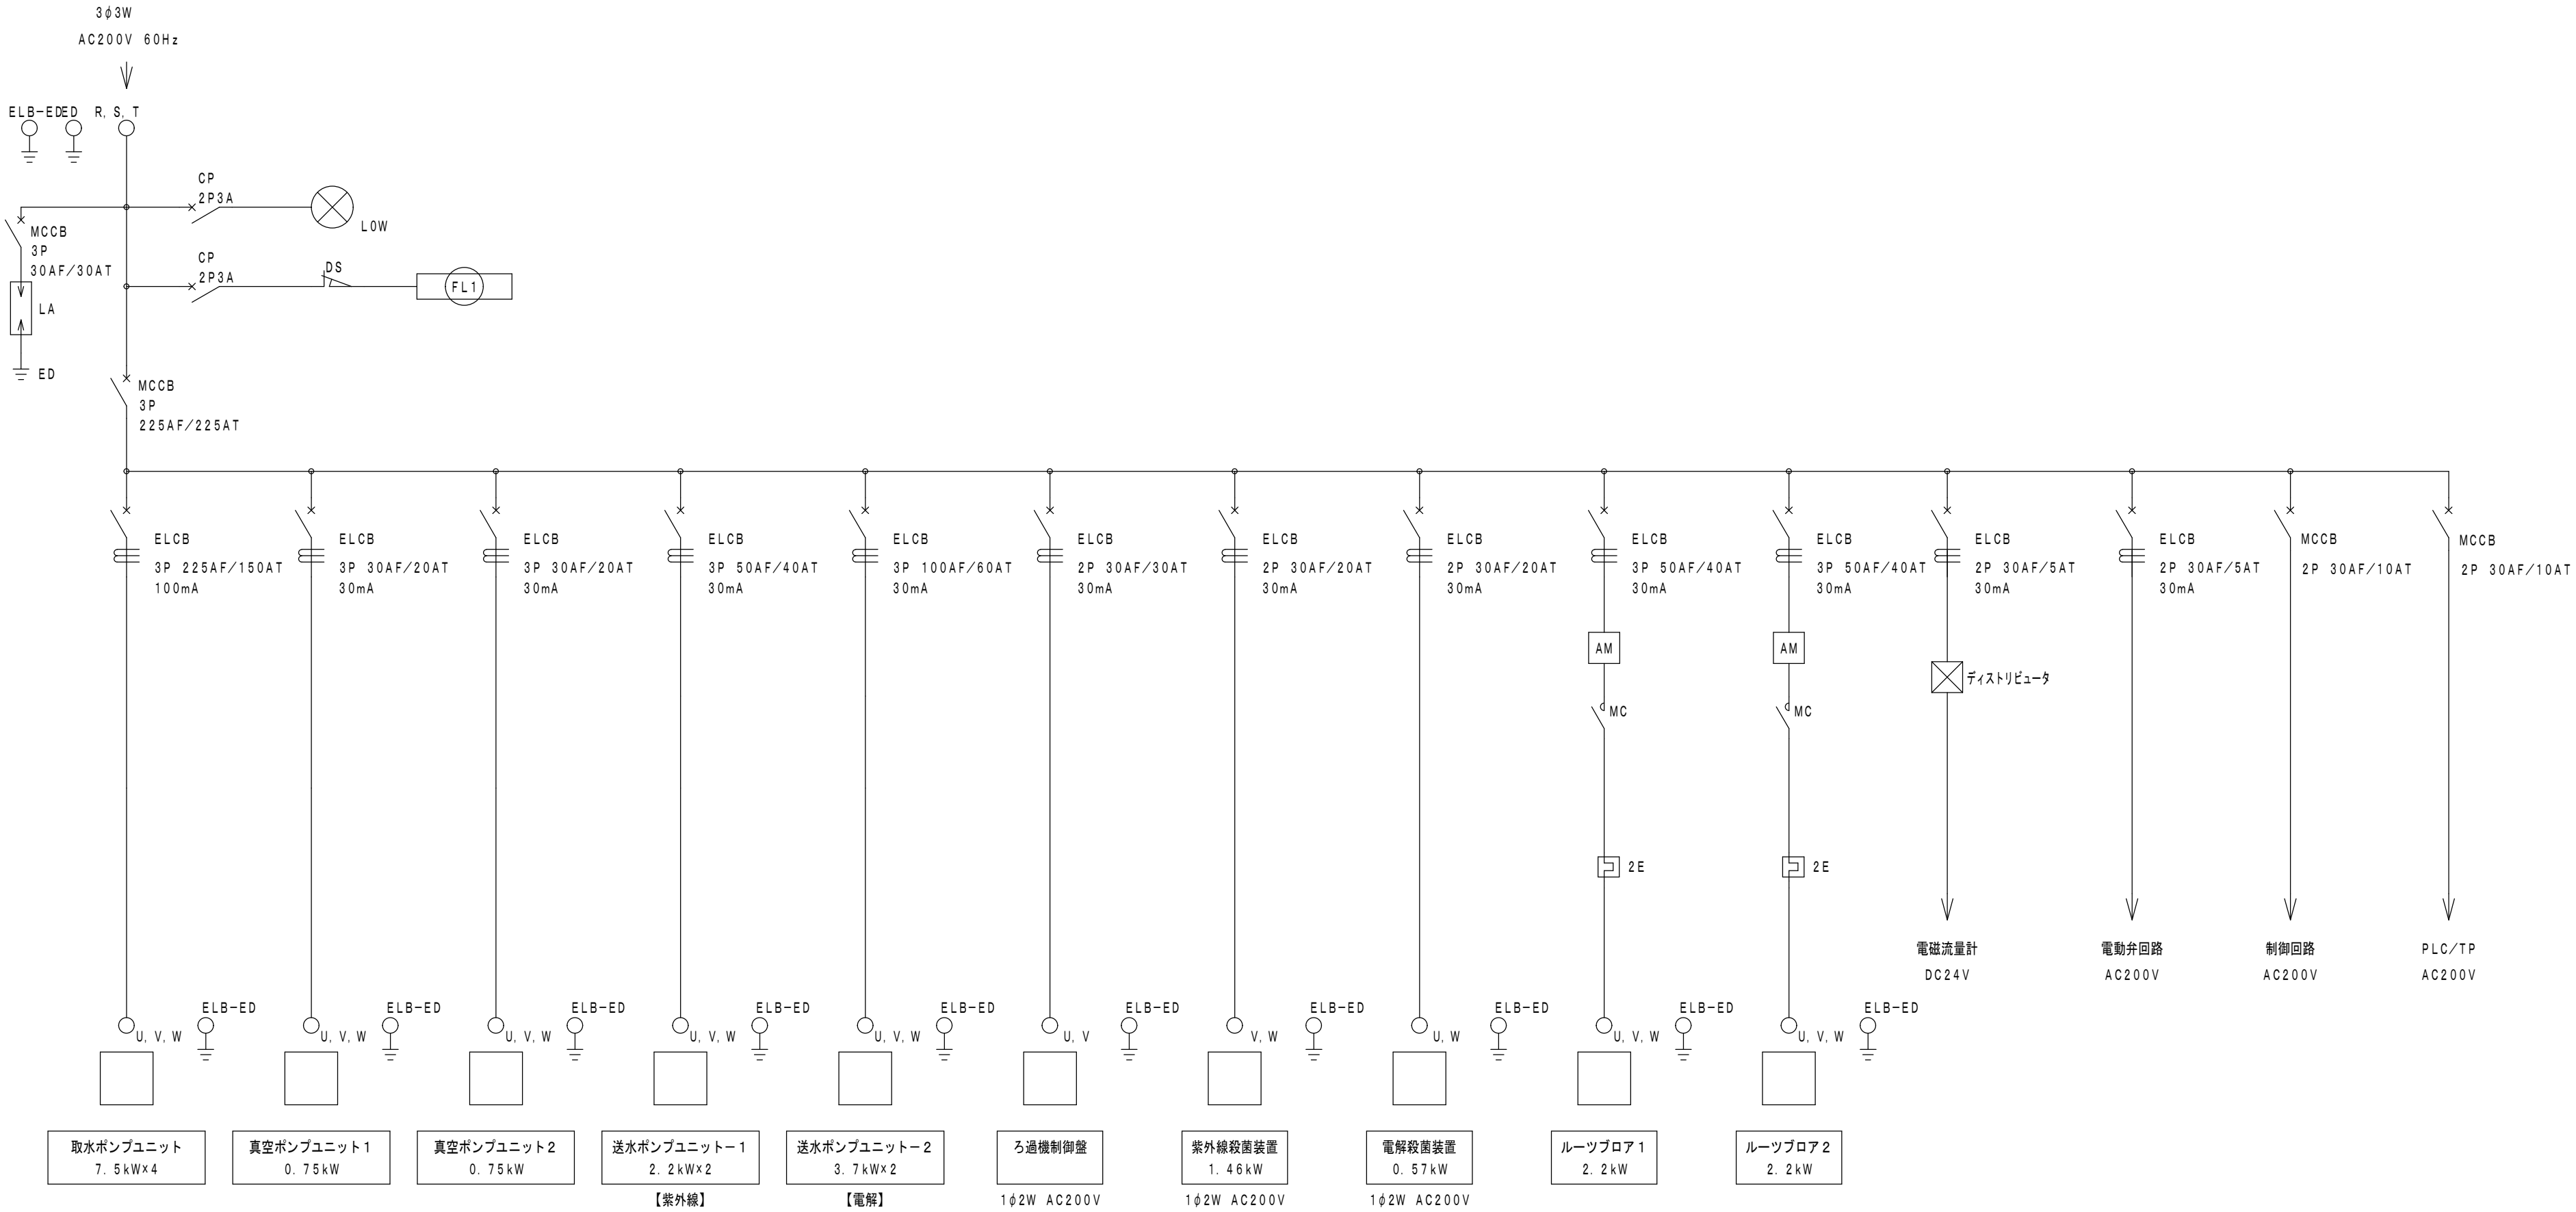 3φ3W
AC200V 60Hz
ELB-ED
ED
R, S, T
CP
2P3A
LOW
MCCB
3P
30AF/30AT
CP
2P3A
DS
FL1
LA
ED
MCCB
3P
225AF/225AT
ELCB
3P 225AF/150AT
100mA
ELCB
3P 30AF/20AT
30mA
ELCB
3P 30AF/20AT
30mA
ELCB
3P 50AF/40AT
30mA
ELCB
3P 100AF/60AT
30mA
ELCB
2P 30AF/30AT
30mA
ELCB
2P 30AF/20AT
30mA
ELCB
2P 30AF/20AT
30mA
ELCB
3P 50AF/40AT
30mA
ELCB
3P 50AF/40AT
30mA
ELCB
2P 30AF/5AT
30mA
ELCB
2P 30AF/5AT
30mA
MCCB
2P 30AF/10AT
MCCB
2P 30AF/10AT
AM
AM
ディストリビュータ
MC
MC
2E
2E
電磁流量計
DC24V
電動弁回路
AC200V
制御回路
AC200V
PLC/TP
AC200V
ELB-ED
U, V, W
ELB-ED
U, V, W
ELB-ED
U, V, W
ELB-ED
U, V, W
ELB-ED
U, V, W
ELB-ED
U, V
ELB-ED
V, W
ELB-ED
U, W
ELB-ED
U, V, W
ELB-ED
U, V, W
取水ポンプユニット
7.5kW×4
真空ポンプユニット1
0.75kW
真空ポンプユニット2
0.75kW
送水ポンプユニット－1
2.2kW×2
【紫外線】
送水ポンプユニット－2
3.7kW×2
【電解】
ろ過機制御盤
1φ2W AC200V
紫外線殺菌装置
1.46kW
1φ2W AC200V
電解殺菌装置
0.57kW
1φ2W AC200V
ルーツブロア1
2.2kW
ルーツブロア2
2.2kW